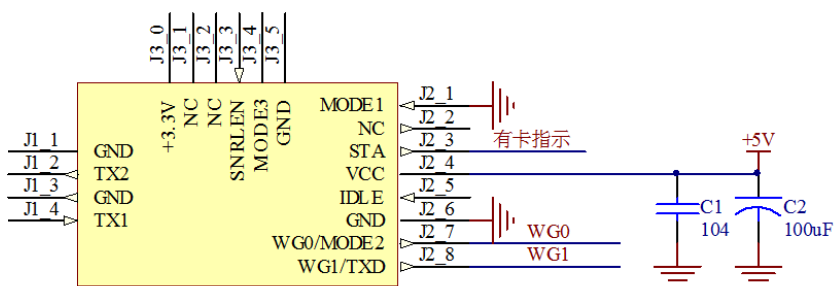 J3_0
J3_1
J3_2
J3_3
J3_4
J3_5
+3.3V
NC
NC
SNRLEN
MODE3
GND
J1_1
GND
J1_2
TX2
J1_3
GND
J1_4
TX1
MODE1
J2_1
NC
J2_2
STA
J2_3
有卡指示
VCC
J2_4
+5V
IDLE
J2_5
GND
J2_6
WG0/MODE2
J2_7
WG0
WG1/TXD
J2_8
WG1
C1
104
C2
100uF